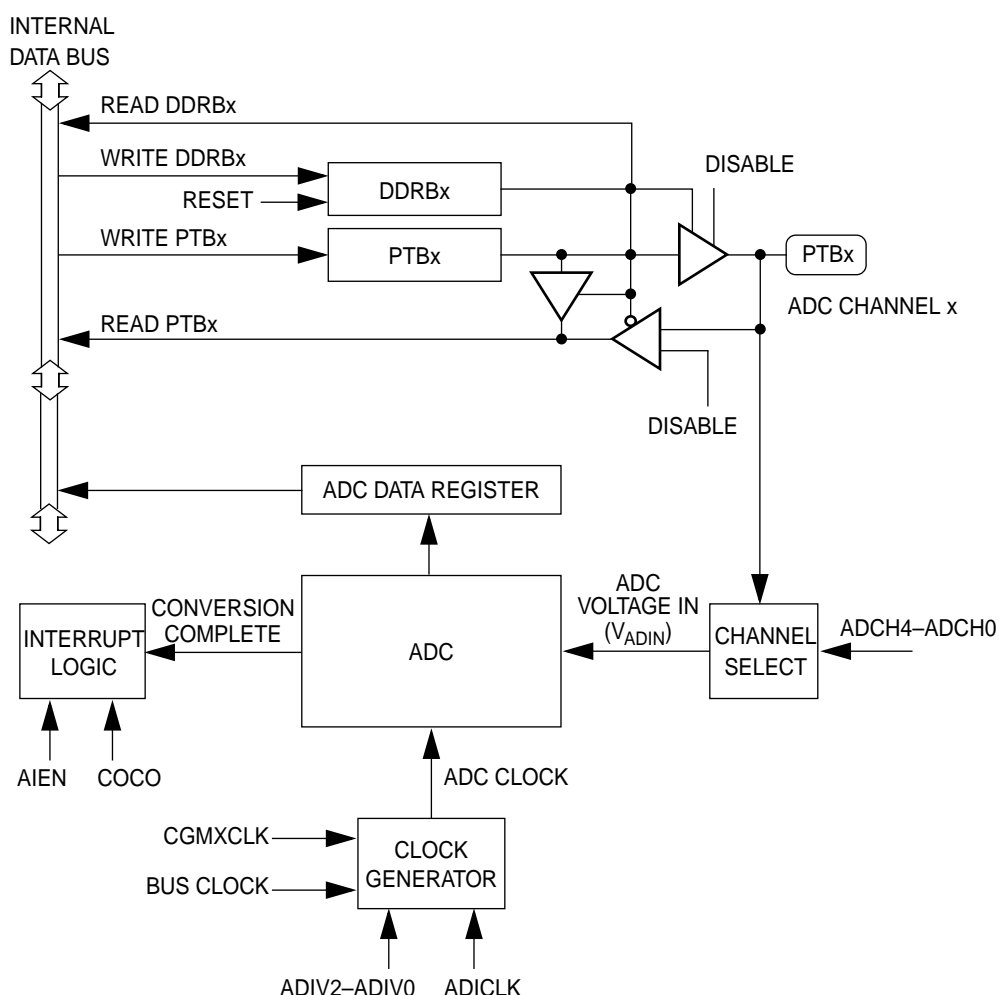 INTERNAL
DATA BUS
READ DDRBx
WRITE DDRBx
DISABLE
DDRBx
RESET
WRITE PTBx
PTBx
PTBx
ADC CHANNEL x
READ PTBx
DISABLE
ADC DATA REGISTER
INTERRUPT
LOGIC
CONVERSION
COMPLETE
ADC
ADC
VOLTAGE IN
(VADIN)
CHANNEL
SELECT
ADCH4–ADCH0
AIEN
COCO
ADC CLOCK
CGMXCLK
BUS CLOCK
CLOCK
GENERATOR
ADIV2–ADIV0
ADICLK